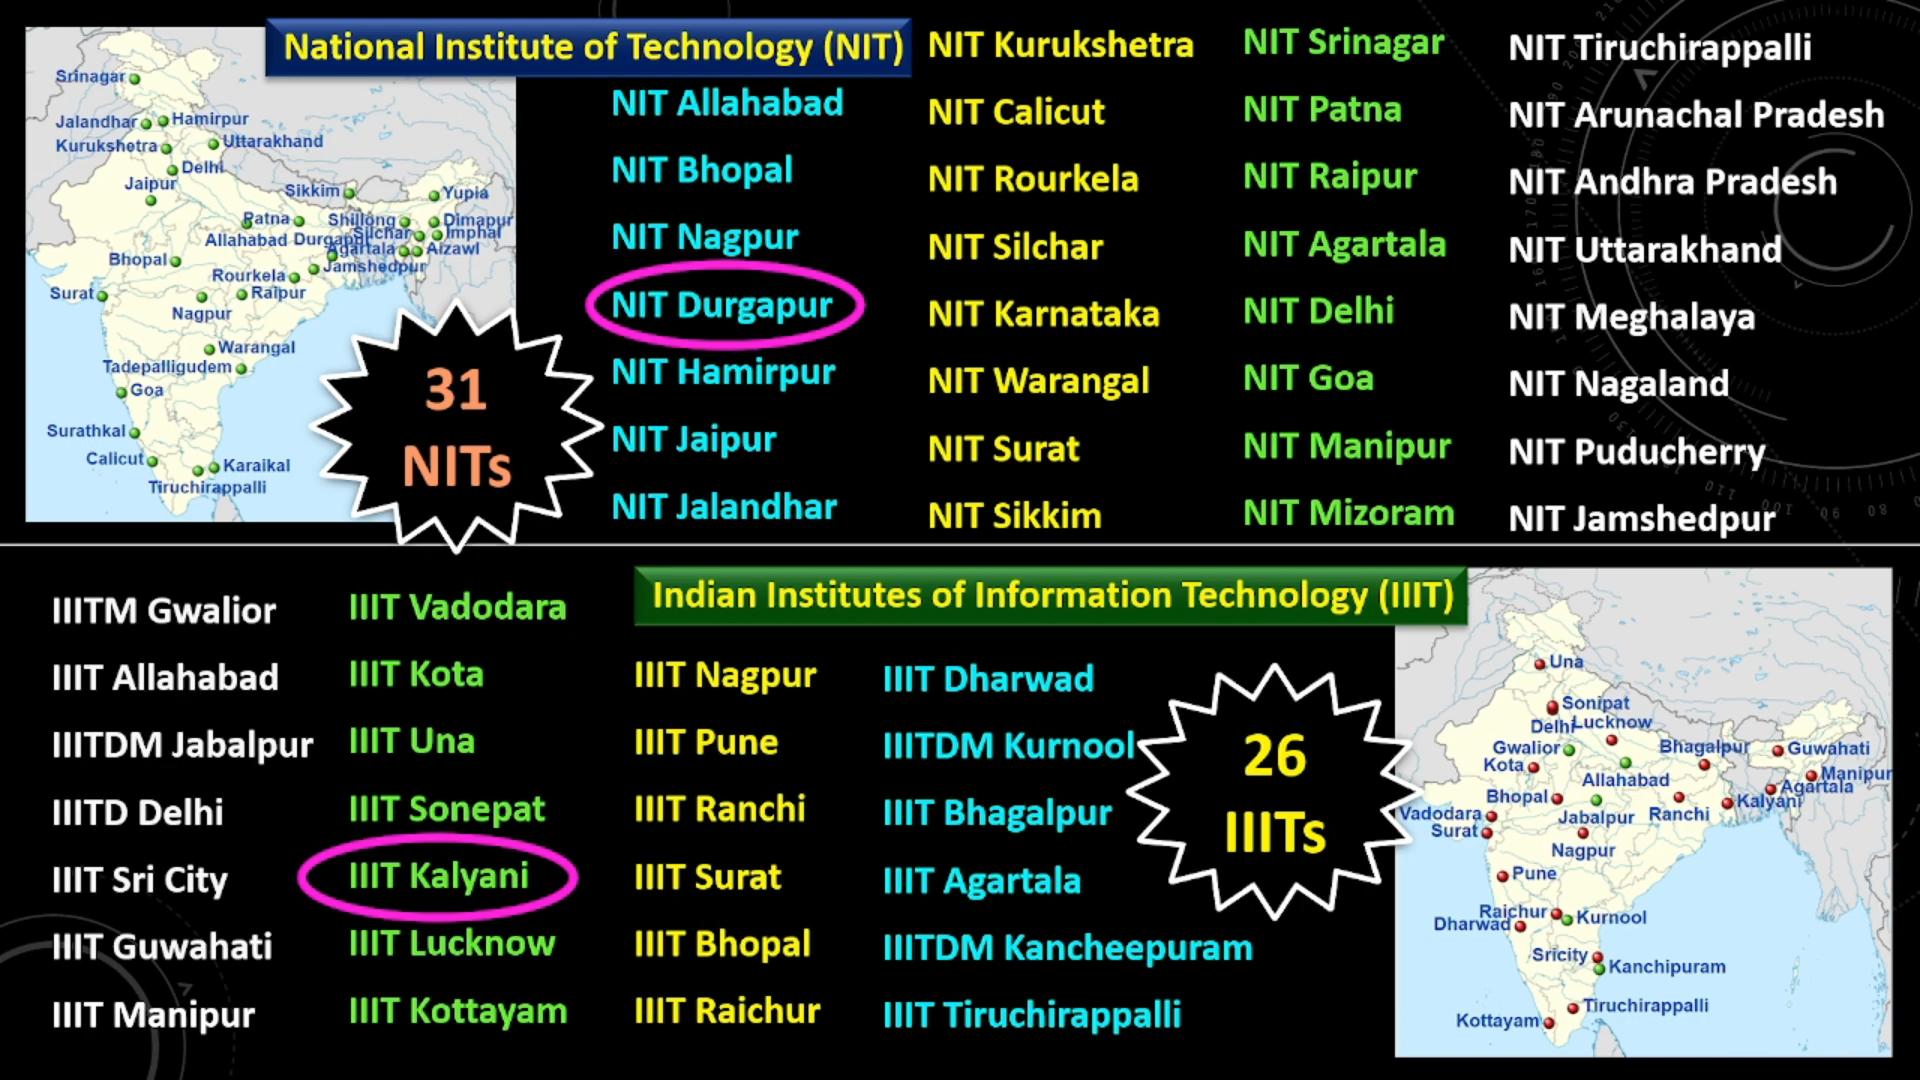 National Institute of Technology (NIT)
NIT Allahabad
NIT Bhopal
NIT Nagpur
NIT Durgapur
NIT Hamirpur
NIT Jaipur
NIT Jalandhar
NIT Kurukshetra
NIT Calicut
NIT Rourkela
NIT Silchar
NIT Karnataka
NIT Warangal
NIT Surat
NIT Sikkim
NIT Srinagar
NIT Patna
NIT Raipur
NIT Agartala
NIT Delhi
NIT Goa
NIT Manipur
NIT Mizoram
NIT Tiruchirappalli
NIT Arunachal Pradesh
NIT Andhra Pradesh
NIT Uttarakhand
NIT Meghalaya
NIT Nagaland
NIT Puducherry
NIT Jamshedpur
31
NITs
Srinagar
Jalandhar
Hamirpur
Kurukshetra
Uttarakhand
Delhi
Jaipur
Sikkim
Yupia
Patna
Shillong
Dimapur
Silchar
Imphal
Allahabad
Durgapur
Agartala
Aizawl
Bhopal
Jamshedpur
Rourkela
Surat
Raipur
Nagpur
Warangal
Tadepalligudem
Goa
Surathkal
Calicut
Karaikal
Tiruchirappalli
Indian Institutes of Information Technology (IIIT)
IIITM Gwalior
IIIT Allahabad
IIITDM Jabalpur
IIITD Delhi
IIIT Sri City
IIIT Guwahati
IIIT Manipur
IIIT Vadodara
IIIT Kota
IIIT Una
IIIT Sonepat
IIIT Kalyani
IIIT Lucknow
IIIT Kottayam
IIIT Nagpur
IIIT Pune
IIIT Ranchi
IIIT Surat
IIIT Bhopal
IIIT Raichur
IIIT Dharwad
IIITDM Kurnool
IIIT Bhagalpur
IIIT Agartala
IIITDM Kancheepuram
IIIT Tiruchirappalli
26
IIITs
Una
Sonipat
Delhi
Lucknow
Gwalior
Bhagalpur
Guwahati
Kota
Allahabad
Manipur
Agartala
Bhopal
Kalyani
Vadodara
Jabalpur
Ranchi
Surat
Nagpur
Pune
Raichur
Kurnool
Dharwad
Sricity
Kanchipuram
Tiruchirappalli
Kottayam